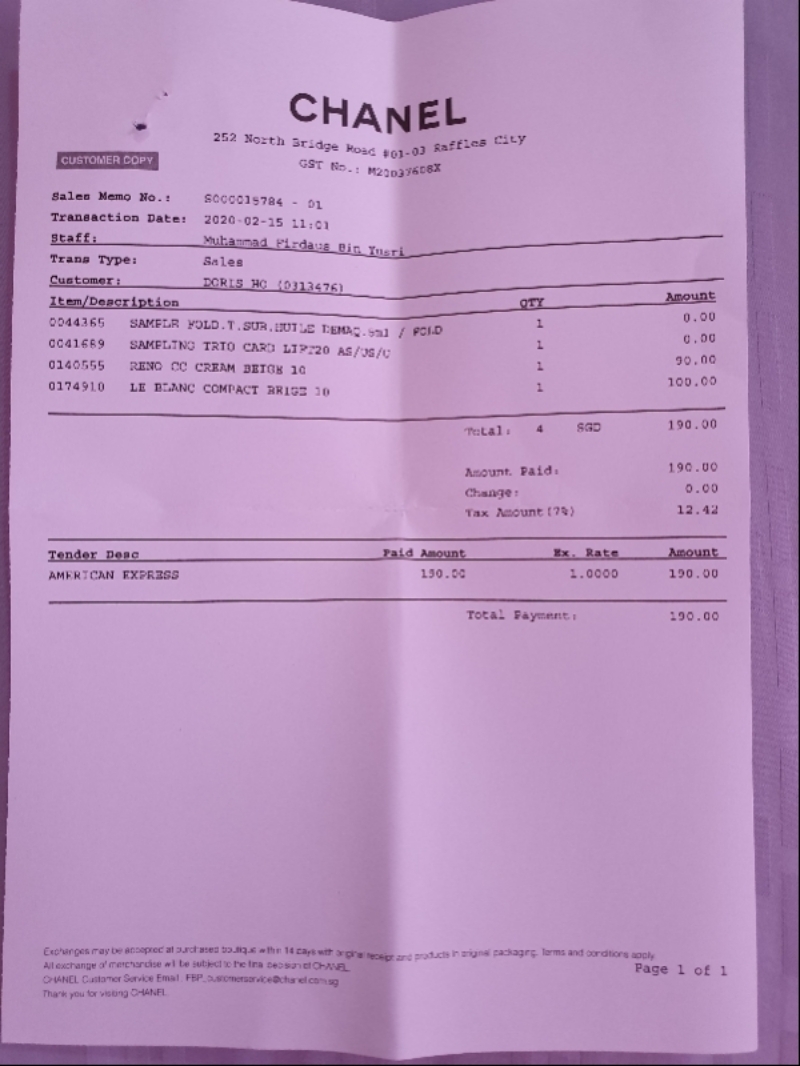 CHANEL
252 North Bridge Road #01-03 Raffles City
CUSTOMER COPY
GST No.: M20037608X
Sales Memo No.: S000015784 - 01
Transaction Date: 2020-02-15 11:01
Staff: Muhammad Firdaus Bin Yusri
Trans Type: Sales
Customer: DORIS HO (0313476)
Item/Description QTY Amount
0044365 SAMPLE FOLD.T.SUB.HUILE DEMAQ.5ml / FOLD 1 0.00
0041689 SAMPLING TRIO CARD 1 0.00
0140555 CC CREAM BEIGE 10 1 90.00
0174910 LE BLANC COMPACT BEIGE 10 1 100.00
Total: 4 SGD 190.00
Amount Paid: 190.00
Change: 0.00
Tax Amount(7%) 12.42
Tender Desc Paid Amount Ex. Rate Amount
AMERICAN EXPRESS 190.00 1.0000 190.00
Total Payment: 190.00
Exchanges may be accepted at purchased boutique within 14 days with original receipt and products in original packaging. Terms and conditions apply.
All exchange of merchandise will be subject to the final decision of CHANEL.
Page 1 of 1
CHANEL Customer Service Email: FBP_customerservice@chanel.com.sg
Thank you for visiting CHANEL.